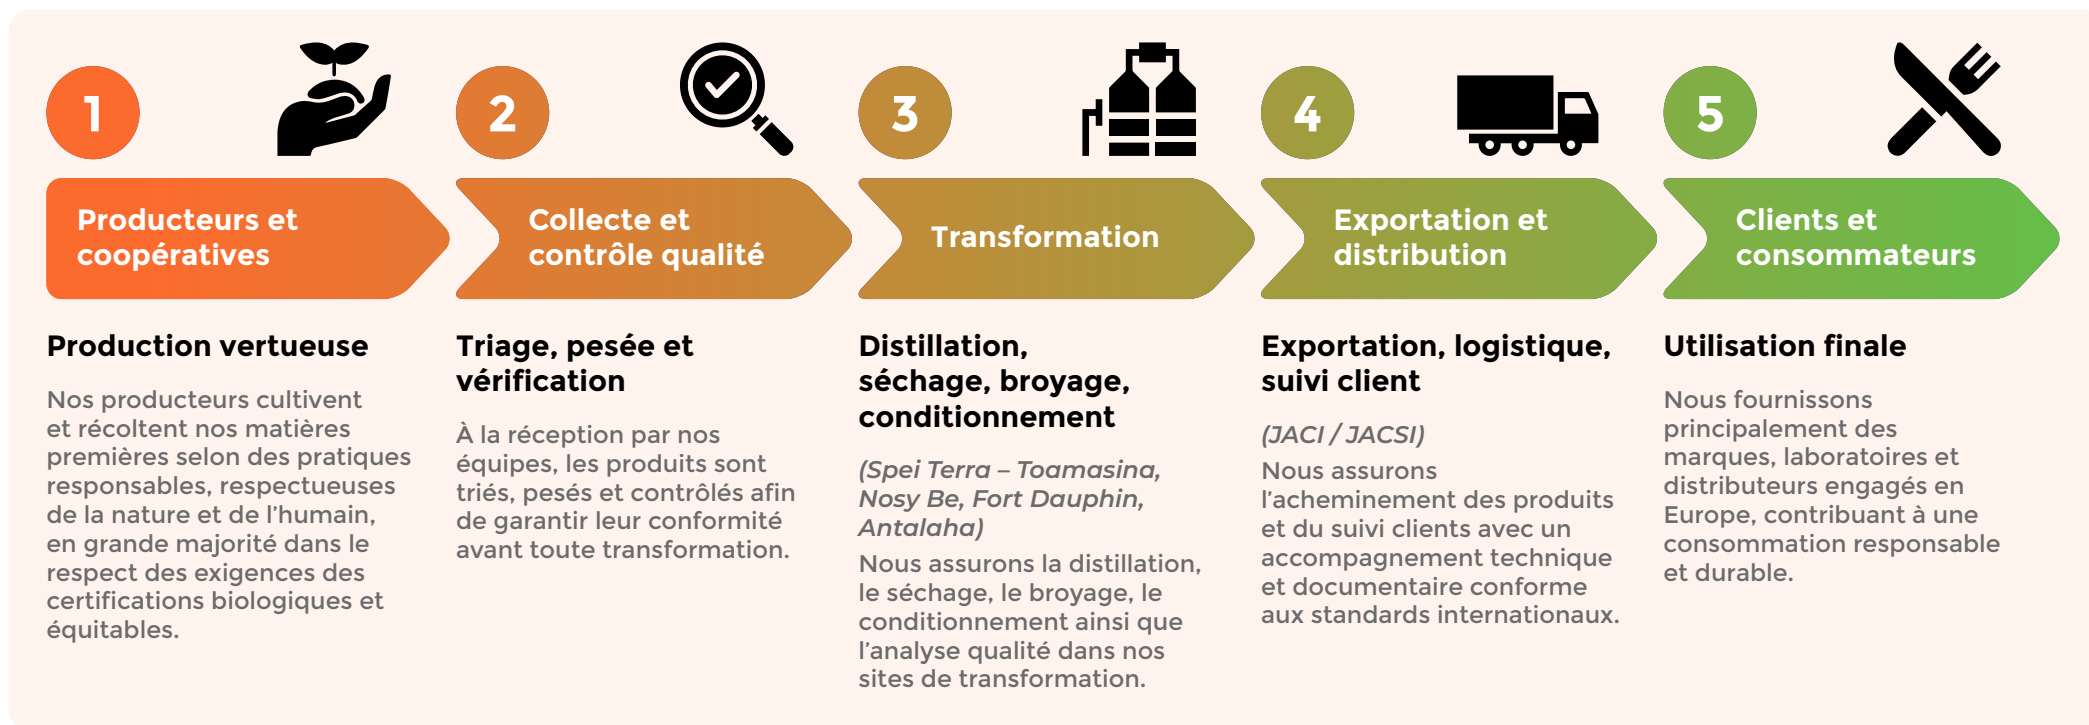 1
Producteurs et
coopératives
Production vertueuse
Nos producteurs cultivent
et récoltent nos matières
premières selon des pratiques
responsables, respectueuses
de la nature et de l’humain,
en grande majorité dans le
respect des exigences des
certifications biologiques et
équitables.
2
Collecte et
contrôle qualité
Triage, pesée et
vérification
À la réception par nos
équipes, les produits sont
triés, pesés et contrôlés afin
de garantir leur conformité
avant toute transformation.
3
Transformation
Distillation,
séchage, broyage,
conditionnement
(Spei Terra – Toamasina,
Nosy Be, Fort Dauphin,
Antalaha)
Nous assurons la distillation,
le séchage, le broyage, le
conditionnement ainsi que
l’analyse qualité dans nos
sites de transformation.
4
Exportation et
distribution
Exportation, logistique,
suivi client
(JACI / JACSI)
Nous assurons
l’acheminement des produits
et du suivi clients avec un
accompagnement technique
et documentaire conforme
aux standards internationaux.
5
Clients et
consommateurs
Utilisation finale
Nous fournissons
principalement des
marques, laboratoires et
distributeurs engagés en
Europe, contribuant à une
consommation responsable
et durable.